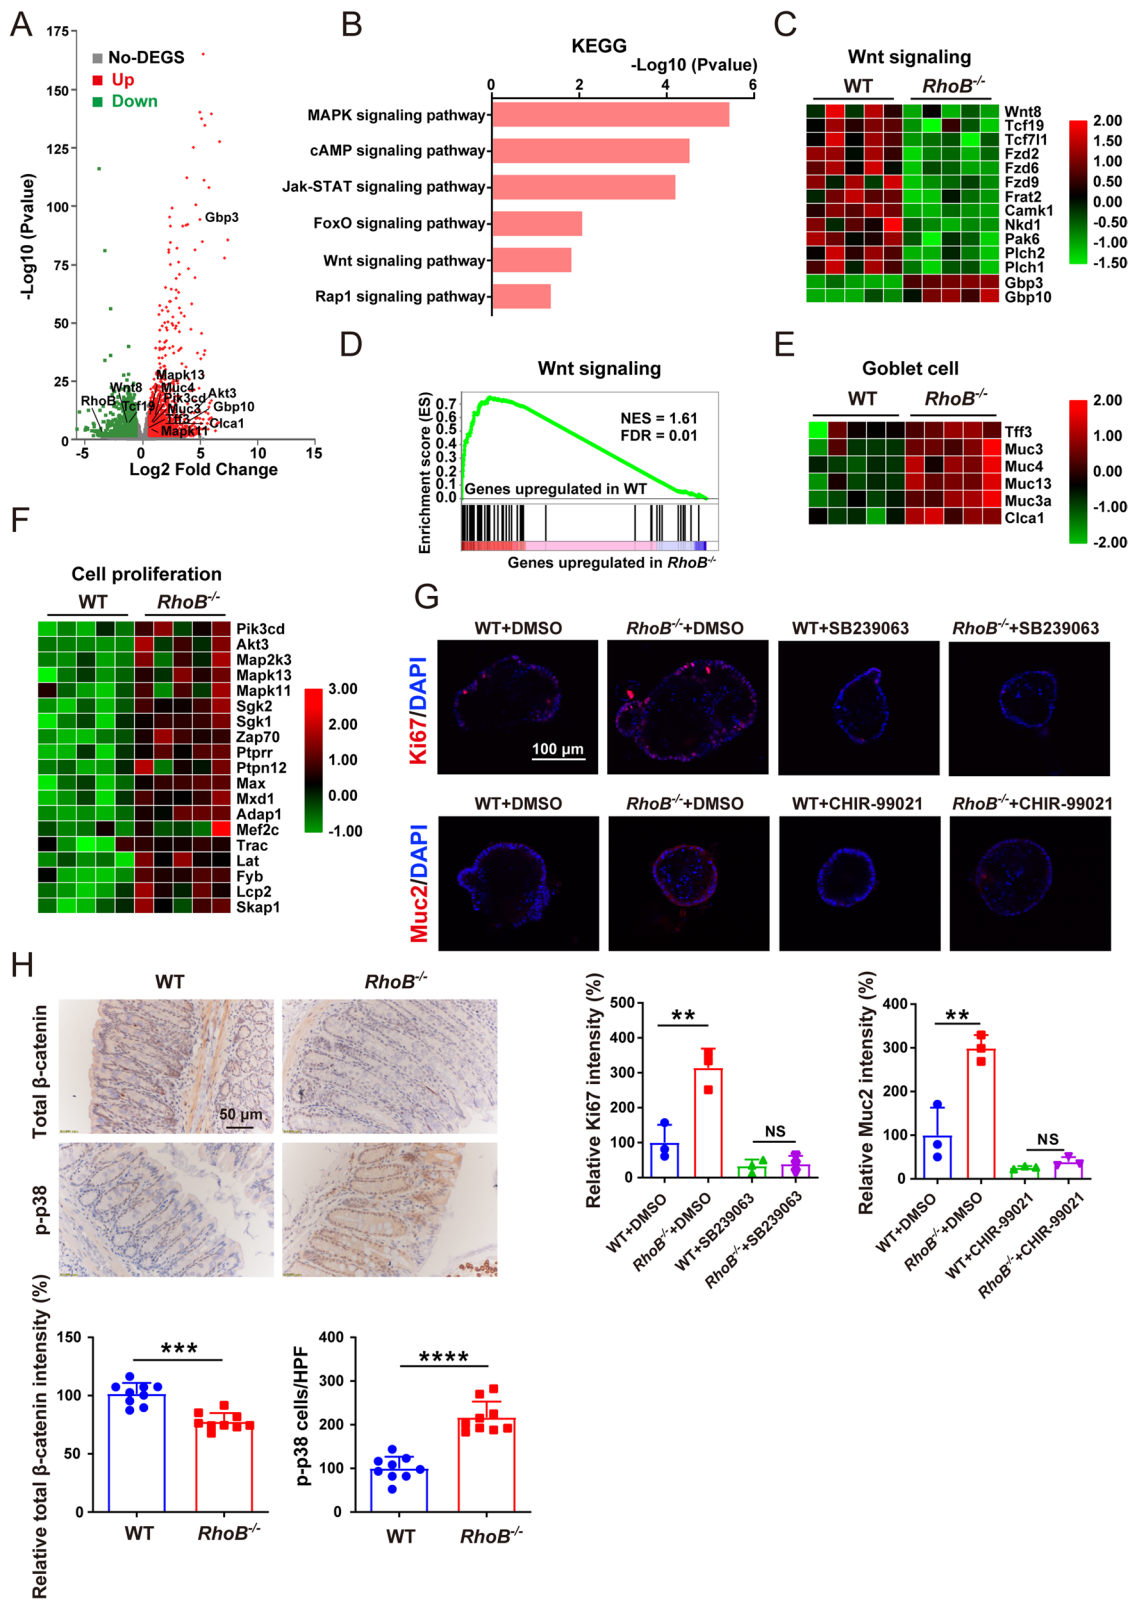 A
175
150
125
100
75
50
25
0
-Log10 (Pvalue)
No-DEGS
Up
Down
Gbp3
Mapk13
Wnt8
Muc4
Akt3
Pik3cd
RhoB
Tcf19
Muc3
Gbp10
Tff3
Clca1
Mapk11
-5 0 5 10 15
Log2 Fold Change
B
KEGG
-Log10 (Pvalue)
0 2 4 6
MAPK signaling pathway
cAMP signaling pathway
Jak-STAT signaling pathway
FoxO signaling pathway
Wnt signaling pathway
Rap1 signaling pathway
C
Wnt signaling
WT RhoB-/-
Wnt8
Tcf19
Tcf7l1
Fzd2
Fzd6
Fzd9
Frat2
Camk1
Nkd1
Pak6
Plch2
Plch1
Gbp3
Gbp10
2.00
1.50
1.00
0.50
0.00
-0.50
-1.00
-1.50
D
Wnt signaling
Enrichment score (ES)
0.7
0.6
0.5
0.4
0.3
0.2
0.1
0.0
NES = 1.61
FDR = 0.01
Genes upregulated in WT
Genes upregulated in RhoB-/-
E
Goblet cell
WT RhoB-/-
Tff3
Muc3
Muc4
Muc13
Muc3a
Clca1
2.00
1.00
0.00
-1.00
-2.00
F
Cell proliferation
WT RhoB-/-
Pik3cd
Akt3
Map2k3
Mapk13
Mapk11
Sgk2
Sgk1
Zap70
Ptprr
Ptpn12
Max
Mxd1
Adap1
Mef2c
Trac
Lat
Fyb
Lcp2
Skap1
3.00
2.00
1.00
0.00
-1.00
G
WT+DMSO RhoB-/-+DMSO WT+SB239063 RhoB-/-+SB239063
Ki67/DAPI
100 μm
WT+DMSO RhoB-/-+DMSO WT+CHIR-99021 RhoB-/-+CHIR-99021
Muc2/DAPI
Relative Ki67 intensity (%)
500
400
300
200
100
0
**
NS
WT+DMSO
RhoB-/-+DMSO
WT+SB239063
RhoB-/-+SB239063
Relative Muc2 intensity (%)
400
300
200
100
0
**
NS
WT+DMSO
RhoB-/-+DMSO
WT+CHIR-99021
RhoB-/-+CHIR-99021
H
WT RhoB-/-
Total β-catenin
50 μm
p-p38
Relative total β-catenin intensity (%)
150
100
50
0
***
WT RhoB-/-
p-p38 cells/HPF
400
300
200
100
0
****
WT RhoB-/-